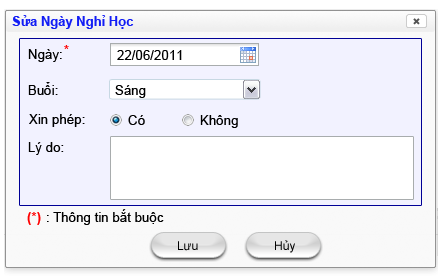 Sửa Ngày Nghỉ Học
Ngày:* 22/06/2011
Buổi: Sáng
Xin phép: Có Không
Lý do:
(*) : Thông tin bắt buộc
Lưu Hủy